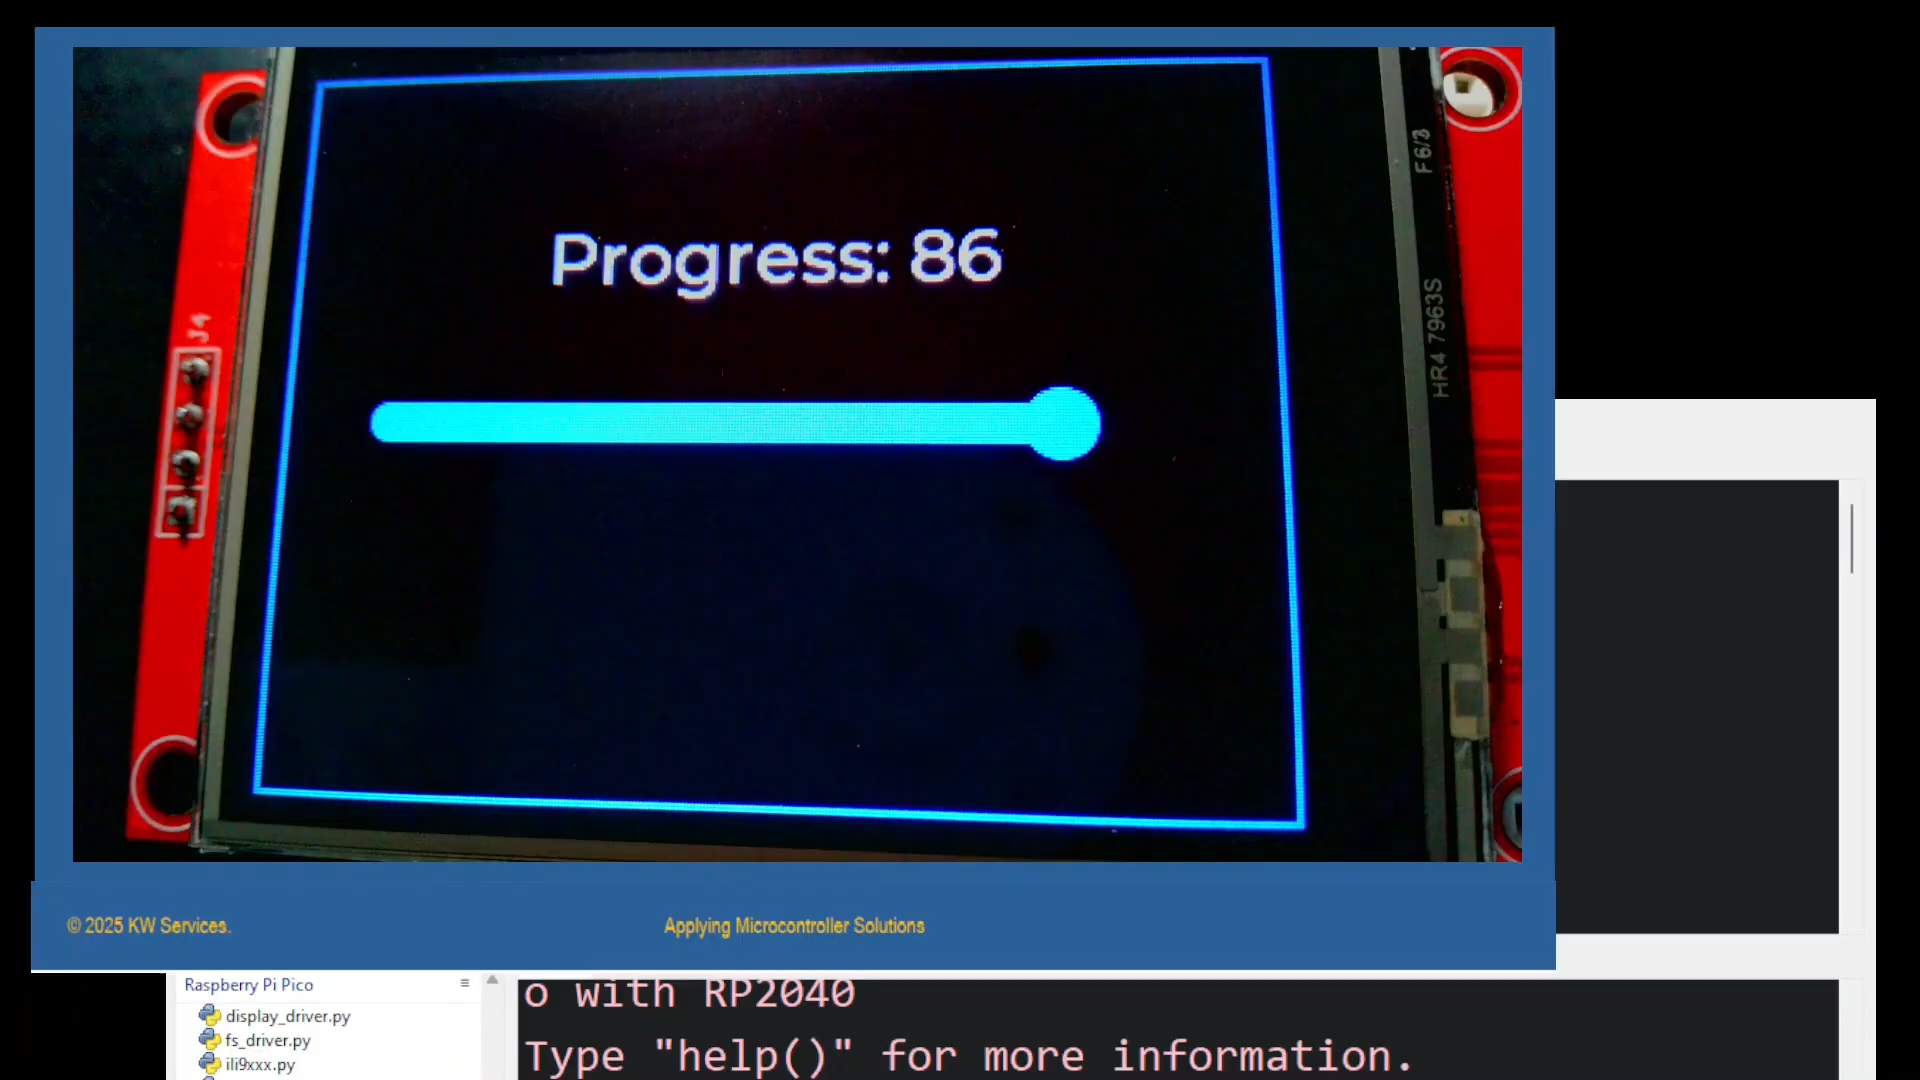 F6/3
Progress: 86
J4
HR4 7963S
© 2025 KW Services.
Applying Microcontroller Solutions
Raspberry Pi Pico
display_driver.py
fs_driver.py
ili9xxx.py
o with RP2040
Type "help()" for more information.